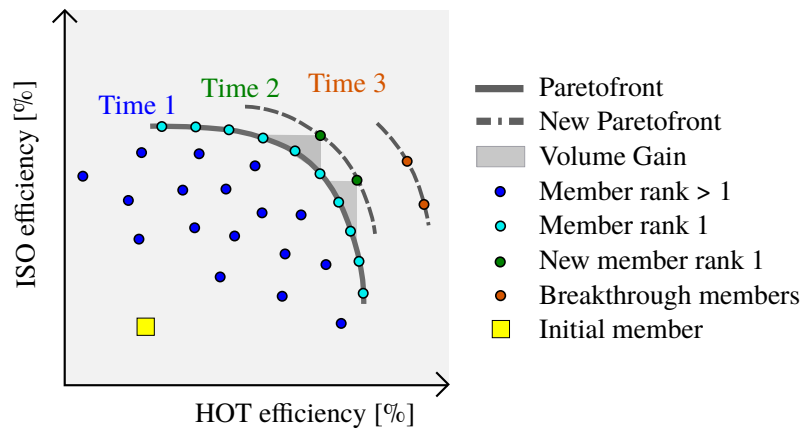 Time 1
Time 2
Time 3
ISO efficiency [%]
HOT efficiency [%]
Paretofront
New Paretofront
Volume Gain
Member rank > 1
Member rank 1
New member rank 1
Breakthrough members
Initial member